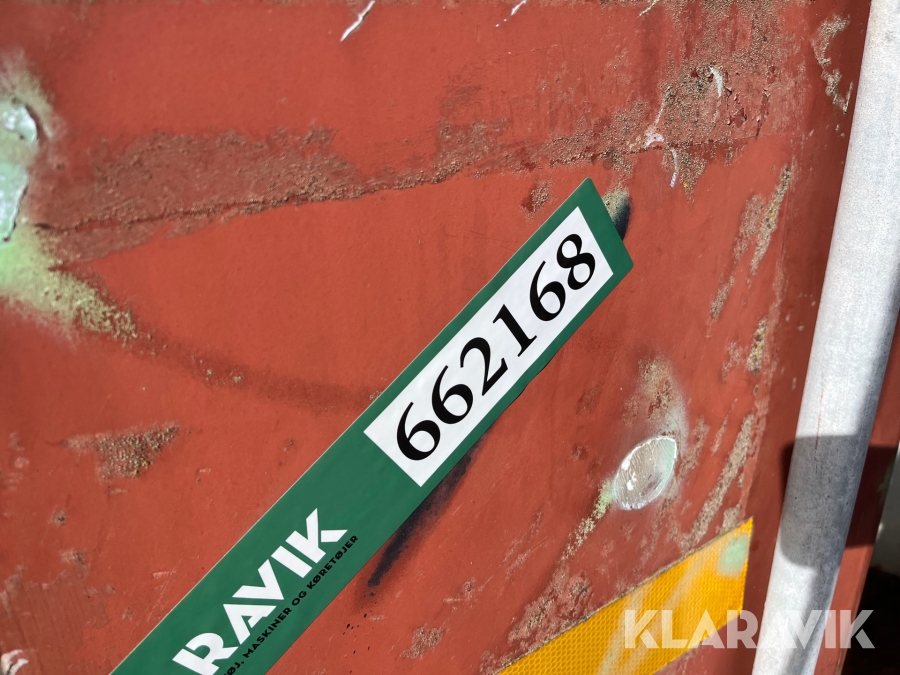 662168
RAVIK
ØJ, MASKINER OG KØRETØJER
KLARAVIK